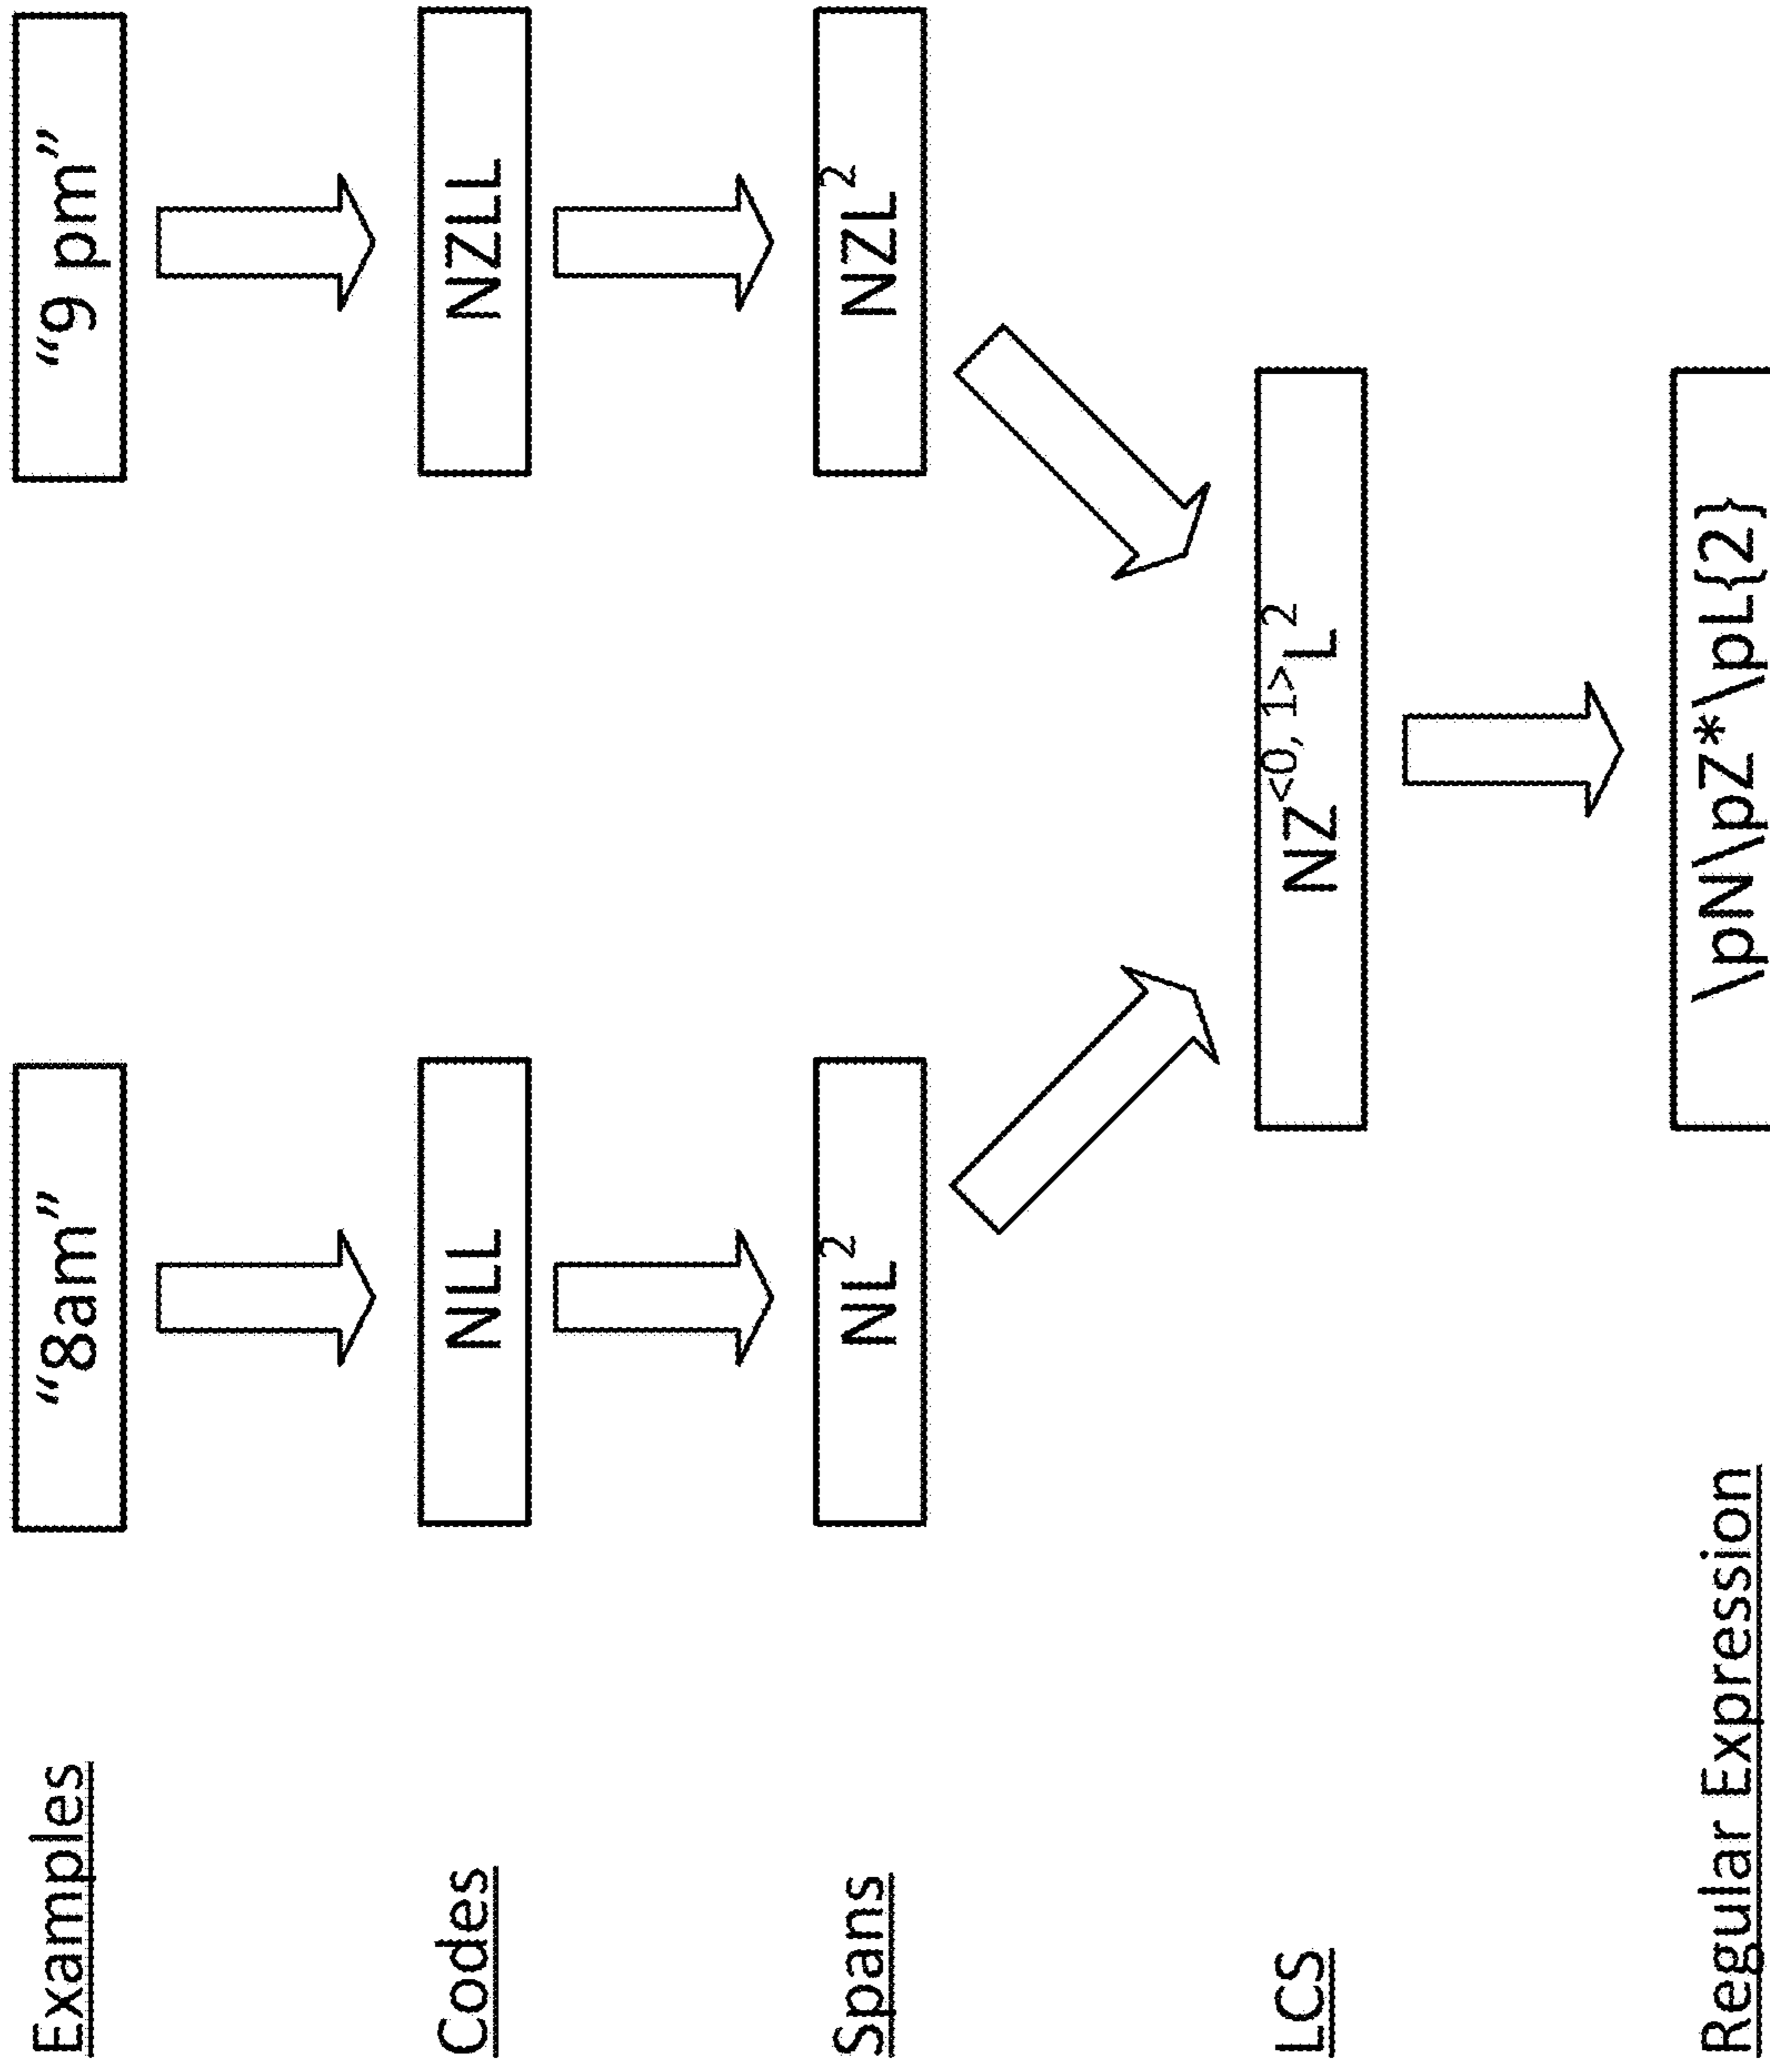 Examples
"8am"
"9 pm"
Codes
NLL
NZLL
Spans
NL²
NZL²
LCS
NZ<0, 1>L²
Regular Expression
\pN\pZ*\pL{2}